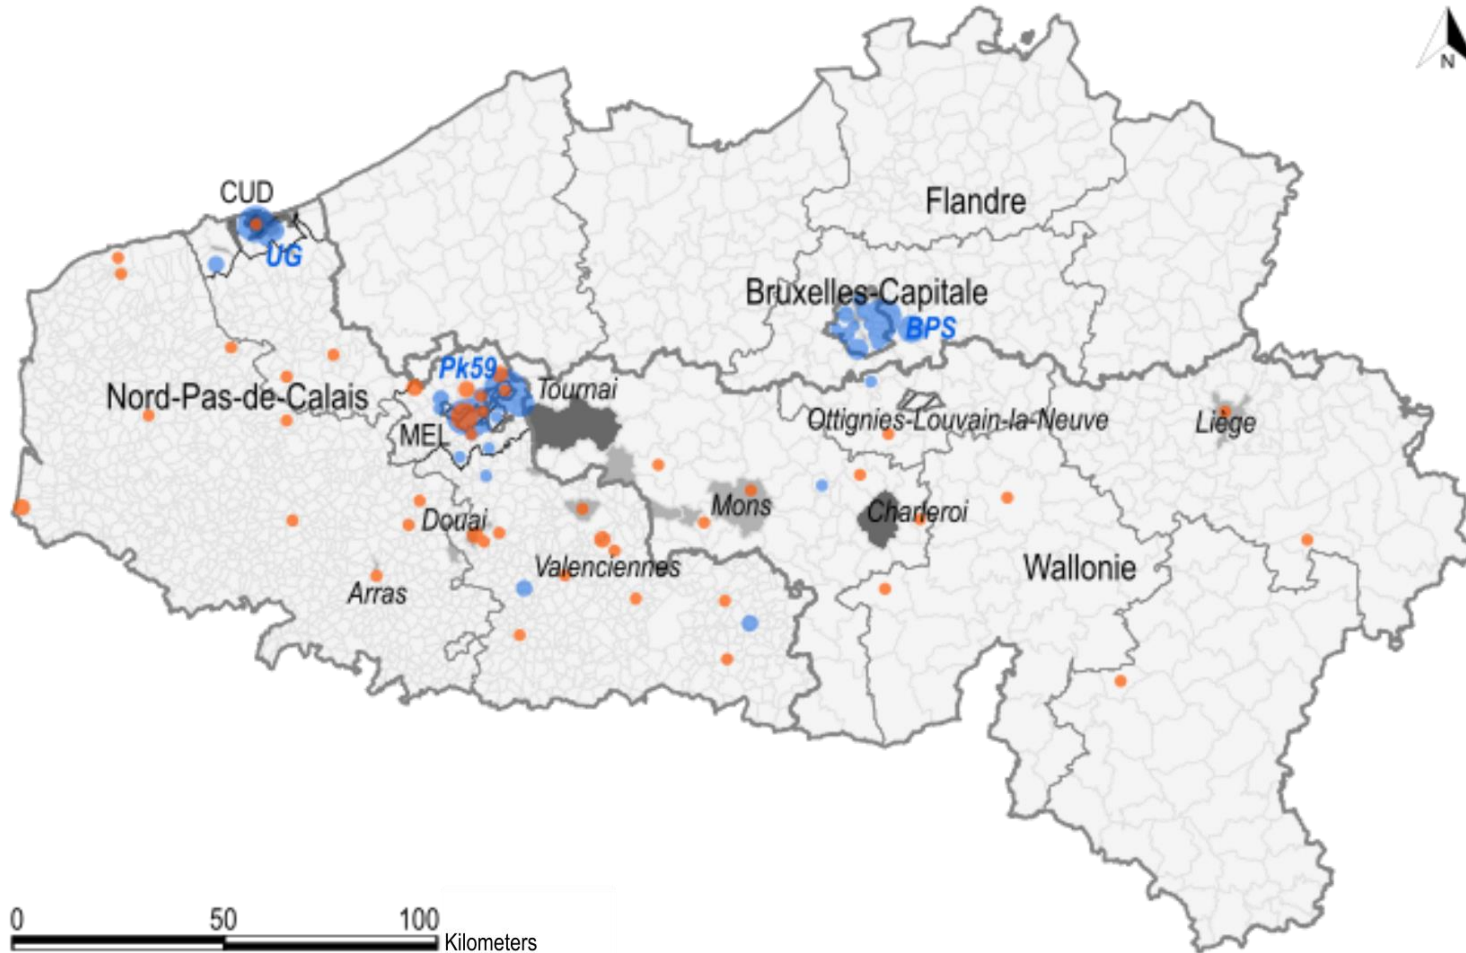 N
CUD
UG
Flandre
Bruxelles-Capitale
BPS
Pk59
Tournai
Nord-Pas-de-Calais
MEL
Ottignies-Louvain-la-Neuve
Liège
Mons
Charleroi
Douai
Valenciennes
Wallonie
Arras
0 50 100
Kilometers